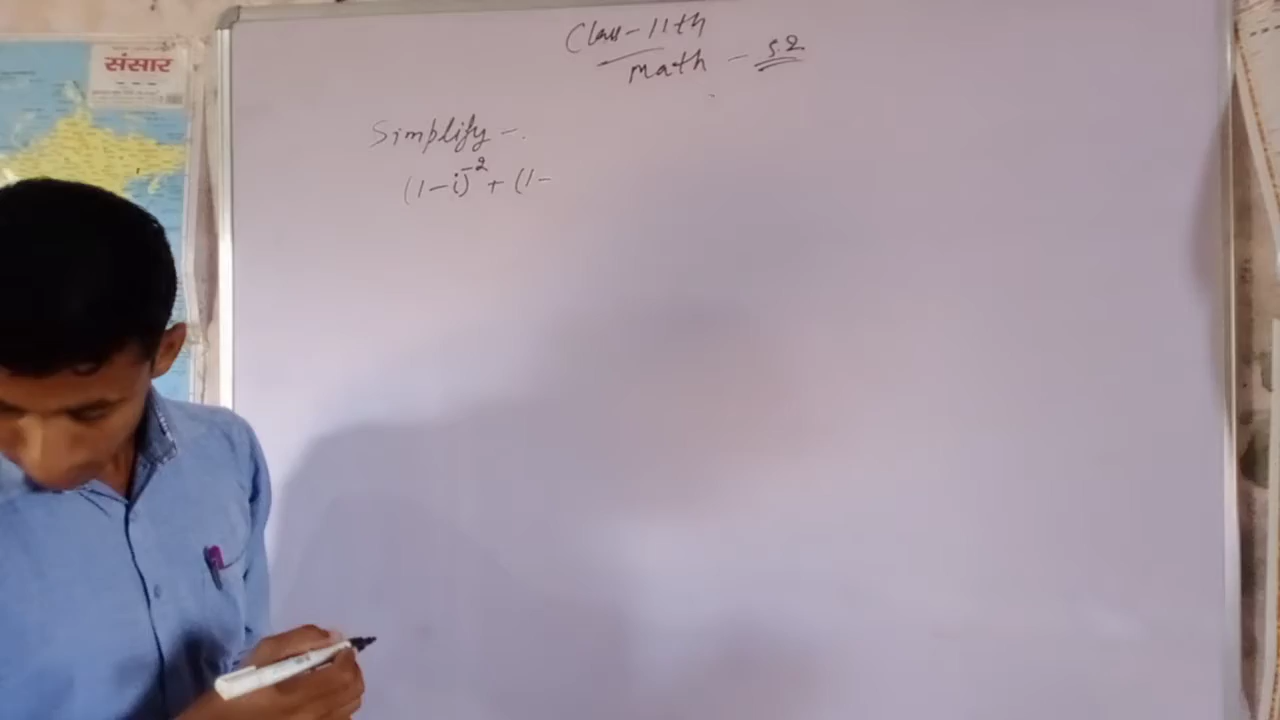 संसार
Class-11th
math - 5.2
Simplify -.
(1-i)⁻² + (1-